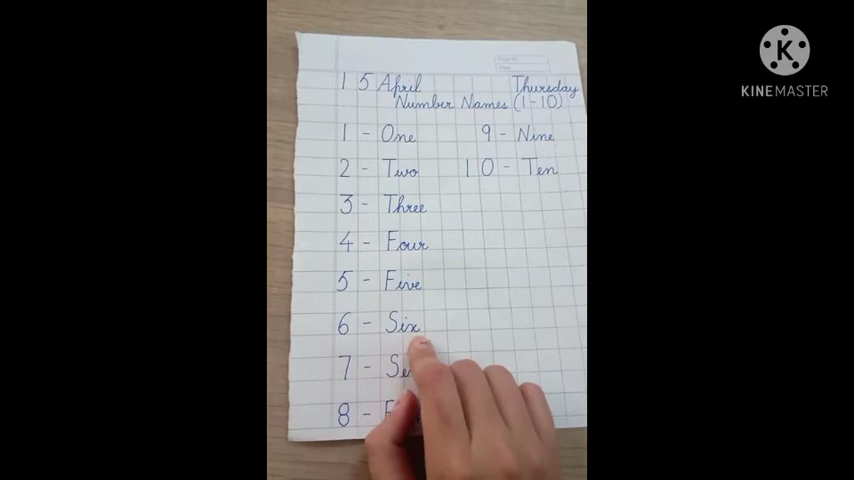 15 April Thursday
Number Names (1-10)
1 - One
2 - Two
3 - Three
4 - Four
5 - Five
6 - Six
7 -
8 -
9 - Nine
10 - Ten
K
KINEMASTER